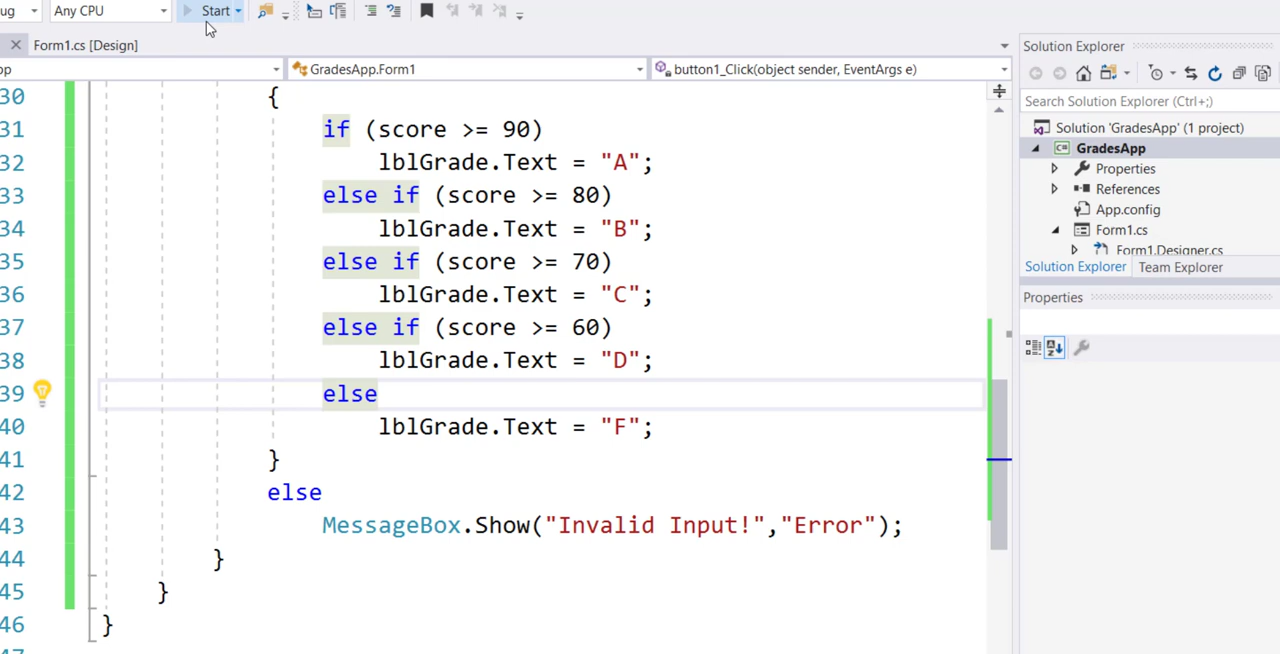 ug Any CPU Start
Form1.cs [Design]
pp GradesApp.Form1 button1_Click(object sender, EventArgs e)
30 {
31 if (score >= 90)
32 lblGrade.Text = "A";
33 else if (score >= 80)
34 lblGrade.Text = "B";
35 else if (score >= 70)
36 lblGrade.Text = "C";
37 else if (score >= 60)
38 lblGrade.Text = "D";
39 else
40 lblGrade.Text = "F";
41 }
42 else
43 MessageBox.Show("Invalid Input!","Error");
44 }
45 }
46 }
Solution Explorer
Search Solution Explorer (Ctrl+;)
Solution 'GradesApp' (1 project)
C# GradesApp
Properties
References
App.config
Form1.cs
Form1.Designer.cs
Solution Explorer Team Explorer
Properties